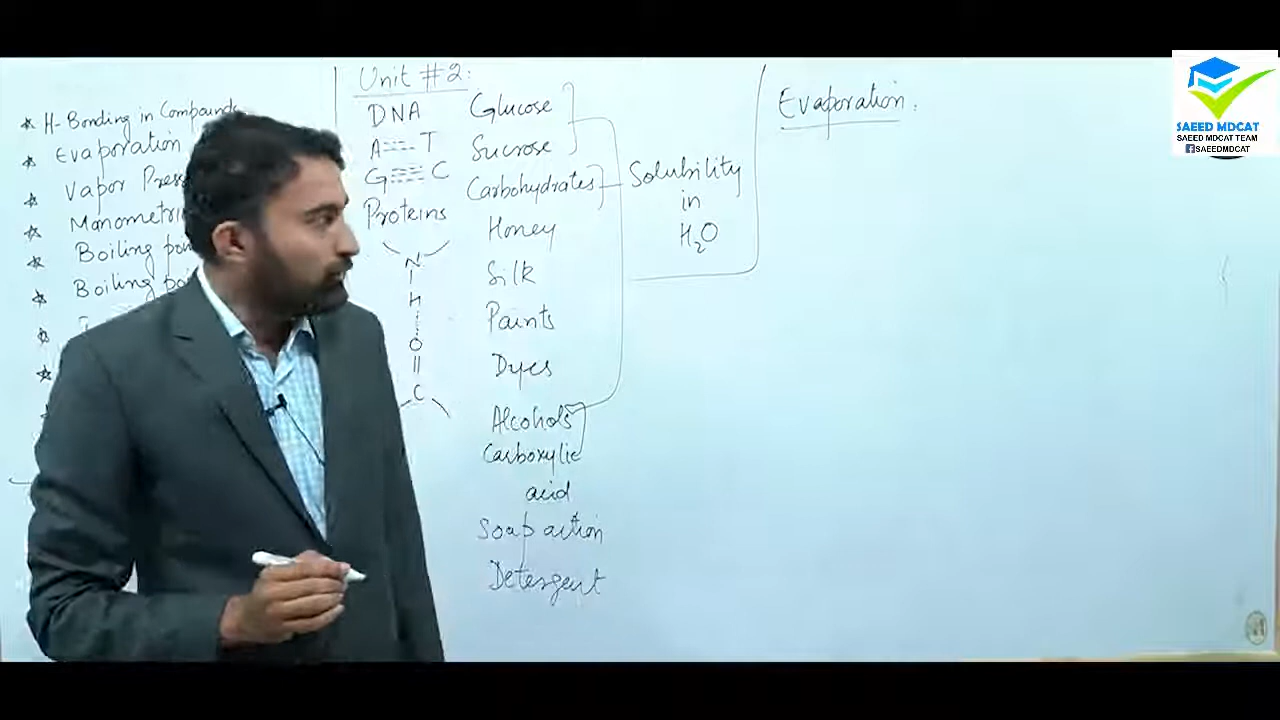 H-Bonding in Compounds
Evaporation
Vapor
Manometri
Boiling
Boiling
Unit #2:
DNA
A T
G C
Proteins
N
H
O
C
Glucose
Sucrose
Carbohydrates
Honey
Silk
Paints
Dyes
Alcohols
Carboxylic
acid
Soap action
Detergent
Solubility
in
H₂O
Evaporation.
SAEED MDCAT
SAEED MDCAT TEAM
f SAEEDMDCAT